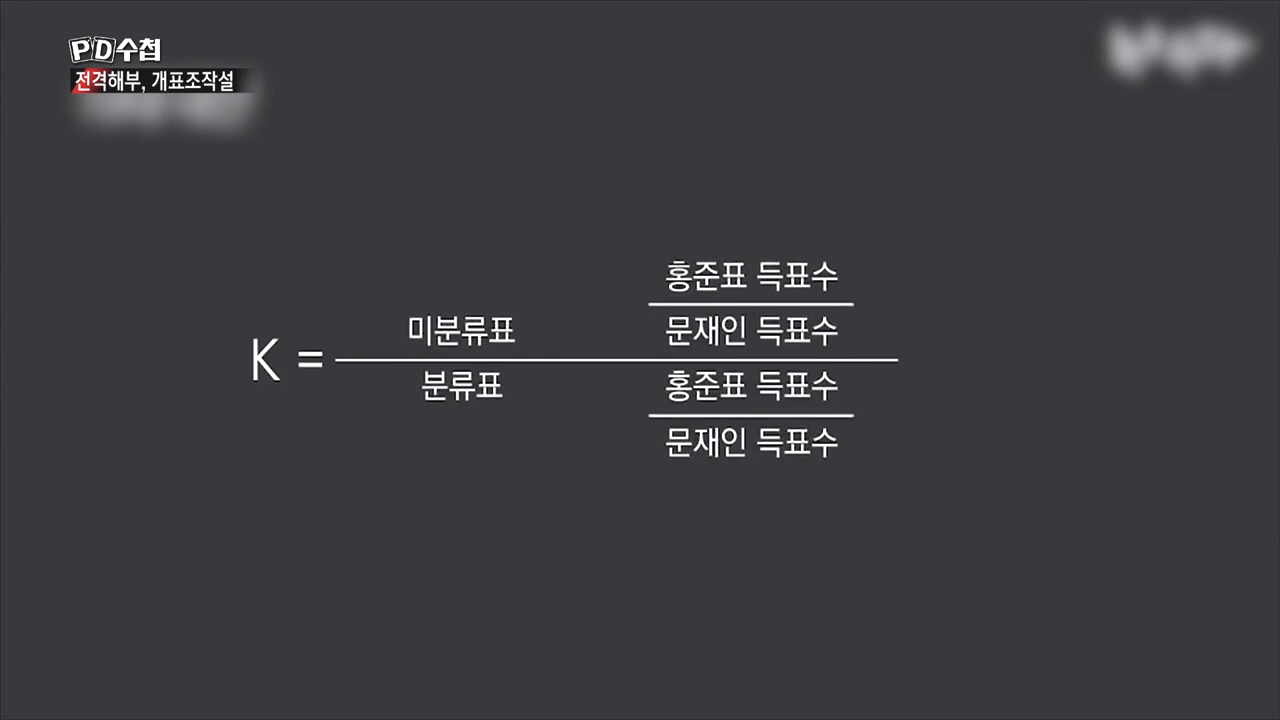 PD수첩
전격해부, 개표조작설
홍준표 득표수
미분류표 문재인 득표수
K =
분류표 홍준표 득표수
문재인 득표수